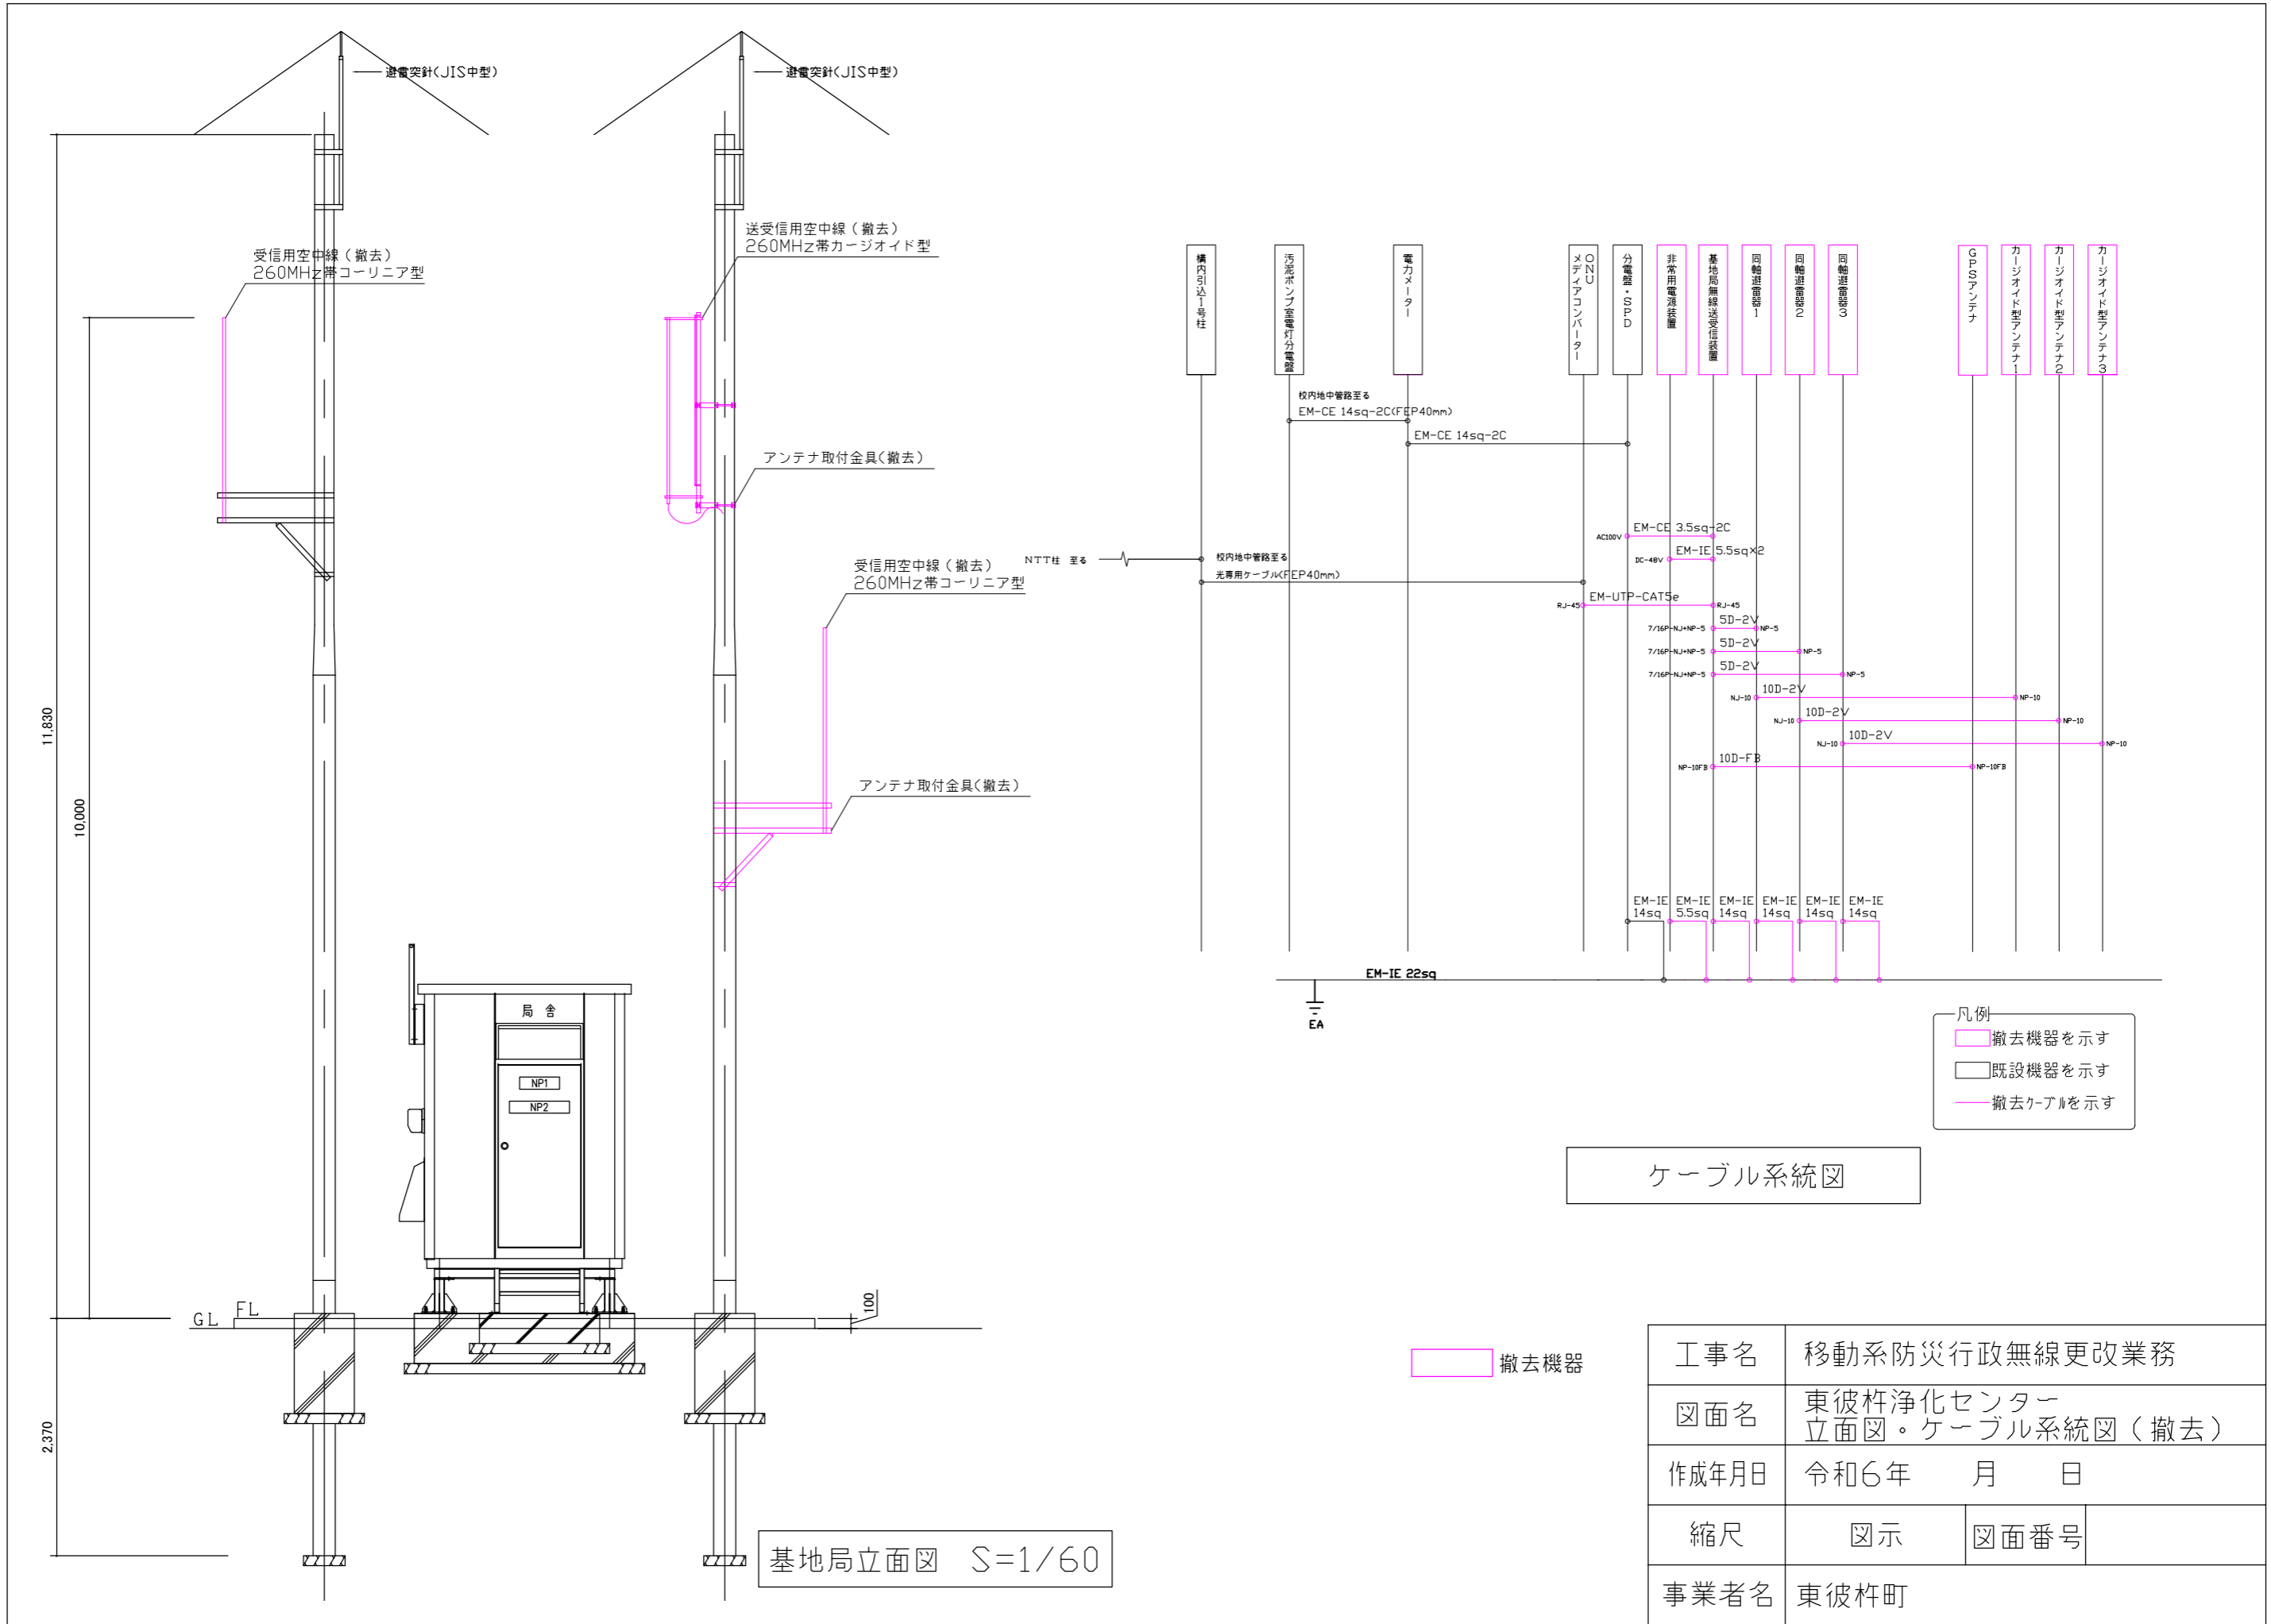 避雷突針(JIS中型)
避雷突針(JIS中型)
受信用空中線（撤去）
260MHz帯コーリニア型
送受信用空中線（撤去）
260MHz帯カージオイド型
アンテナ取付金具(撤去）
受信用空中線（撤去）
260MHz帯コーリニア型
アンテナ取付金具(撤去）
11,830
10,000
2,370
100
GL
FL
局 舎
NP1
NP2
基地局立面図 S=1/60
構内引込1号柱
汚泥ポンプ室電灯分電盤
電力メーター
ONU
メディアコンバーター
分電盤・SPD
非常用電源装置
基地局無線送受信装置
同軸避雷器1
同軸避雷器2
同軸避雷器3
GPSアンテナ
カージオイド型アンテナ1
カージオイド型アンテナ2
カージオイド型アンテナ3
校内地中管路至る
EM-CE 14sq-2C(FEP40mm)
EM-CE 14sq-2C
AC100V EM-CE 3.5sq-2C
DC-48V EM-IE 5.5sq×2
NTT柱 至る
校内地中管路至る
光専用ケーブル(FEP40mm)
RJ-45 EM-UTP-CAT5e RJ-45
7/16P-NJ+NP-5 5D-2V NP-5
7/16P-NJ+NP-5 5D-2V NP-5
7/16P-NJ+NP-5 5D-2V NP-5
NJ-10 10D-2V NP-10
NJ-10 10D-2V NP-10
NJ-10 10D-2V NP-10
NP-10FB 10D-FB NP-10FB
EM-IE EM-IE EM-IE EM-IE EM-IE EM-IE
14sq 5.5sq 14sq 14sq 14sq 14sq
EM-IE 22sq
EA
凡例
撤去機器を示す
既設機器を示す
撤去ケーブルを示す
ケーブル系統図
撤去機器
工事名 移動系防災行政無線更改業務
図面名 東彼杵浄化センター
立面図・ケーブル系統図（撤去）
作成年月日 令和6年 月 日
縮尺 図示 図面番号
事業者名 東彼杵町